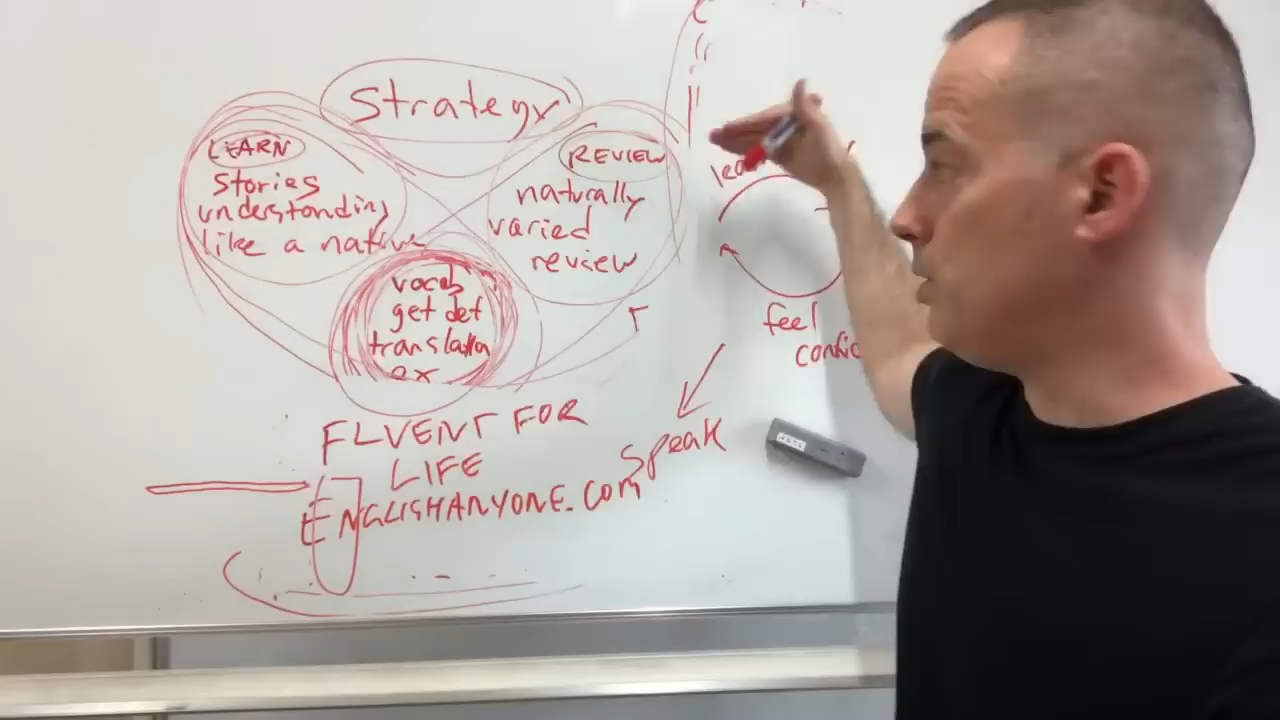 Strategy
LEARN
stories
understanding
like a native
REVIEW
naturally
varied
review
vocab
get def
translation
ex
feel
speak
FLUENT FOR
LIFE
ENGLISHANYONE.COM